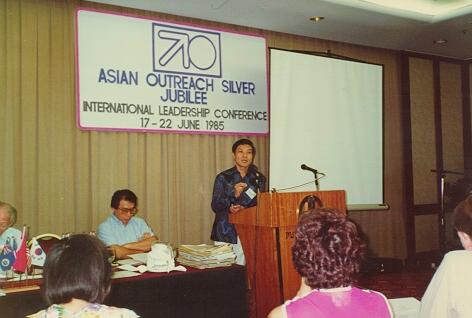 ASIAN OUTREACH SILVER
JUBILEE
INTERNATIONAL LEADERSHIP CONFERENCE
17-22 JUNE 1985